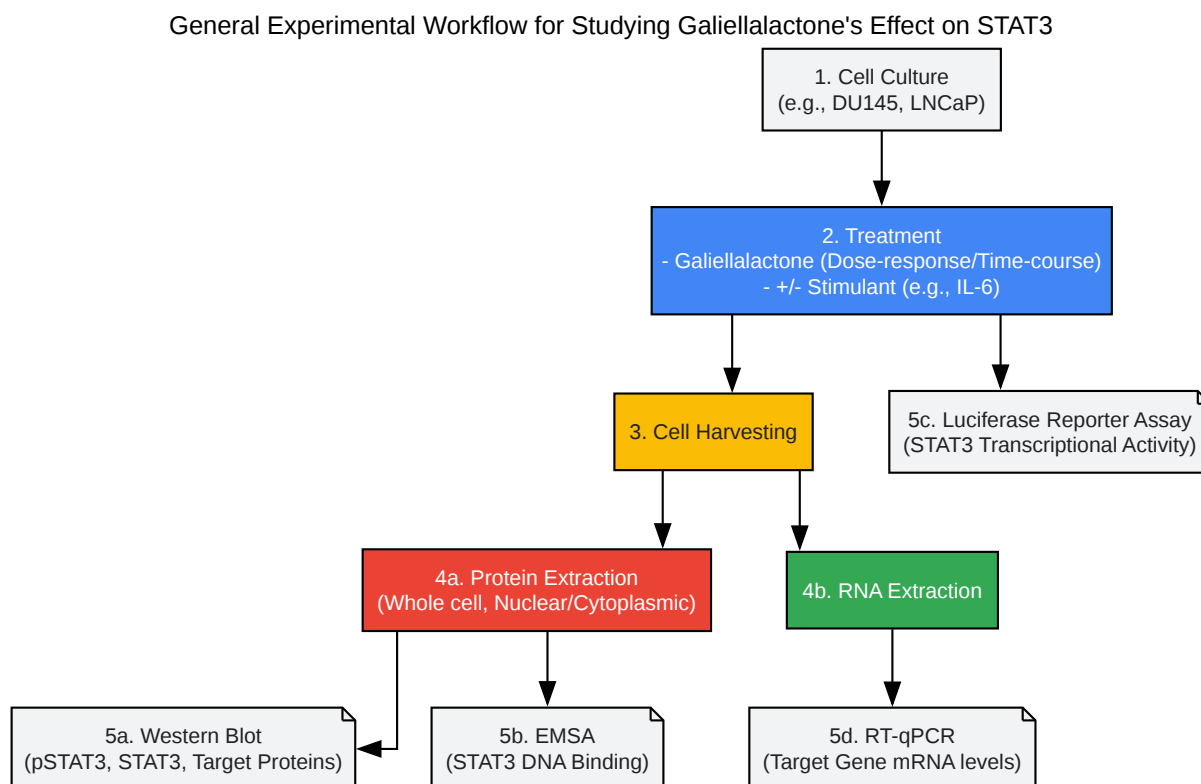 General Experimental Workflow for Studying Galiellalactone's Effect on STAT3
1. Cell Culture
(e.g., DU145, LNCaP)
2. Treatment
- Galiellalactone (Dose-response/Time-course)
- +/- Stimulant (e.g., IL-6)
3. Cell Harvesting
5c. Luciferase Reporter Assay
(STAT3 Transcriptional Activity)
4a. Protein Extraction
(Whole cell, Nuclear/Cytoplasmic)
4b. RNA Extraction
5a. Western Blot
(pSTAT3, STAT3, Target Proteins)
5b. EMSA
(STAT3 DNA Binding)
5d. RT-qPCR
(Target Gene mRNA levels)